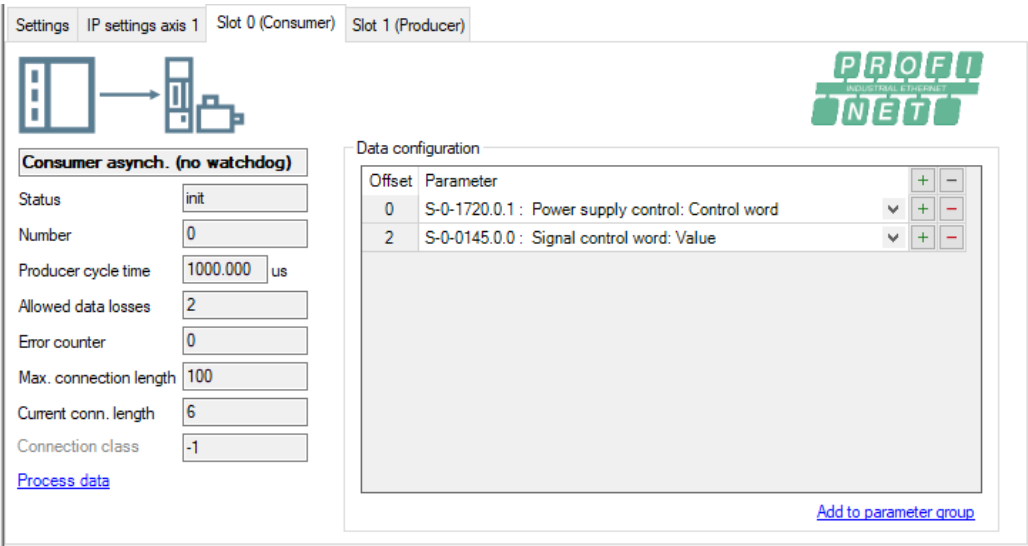 Settings IP settings axis 1 Slot 0 (Consumer) Slot 1 (Producer)
PROFI
INDUSTRIAL ETHERNET
NET
Consumer asynch. (no watchdog)
Status init
Number 0
Producer cycle time 1000.000 us
Allowed data losses 2
Error counter 0
Max. connection length 100
Current conn. length 6
Connection class -1
Process data
Data configuration
Offset Parameter + −
0 S-0-1720.0.1 : Power supply control: Control word + −
2 S-0-0145.0.0 : Signal control word: Value + −
Add to parameter group